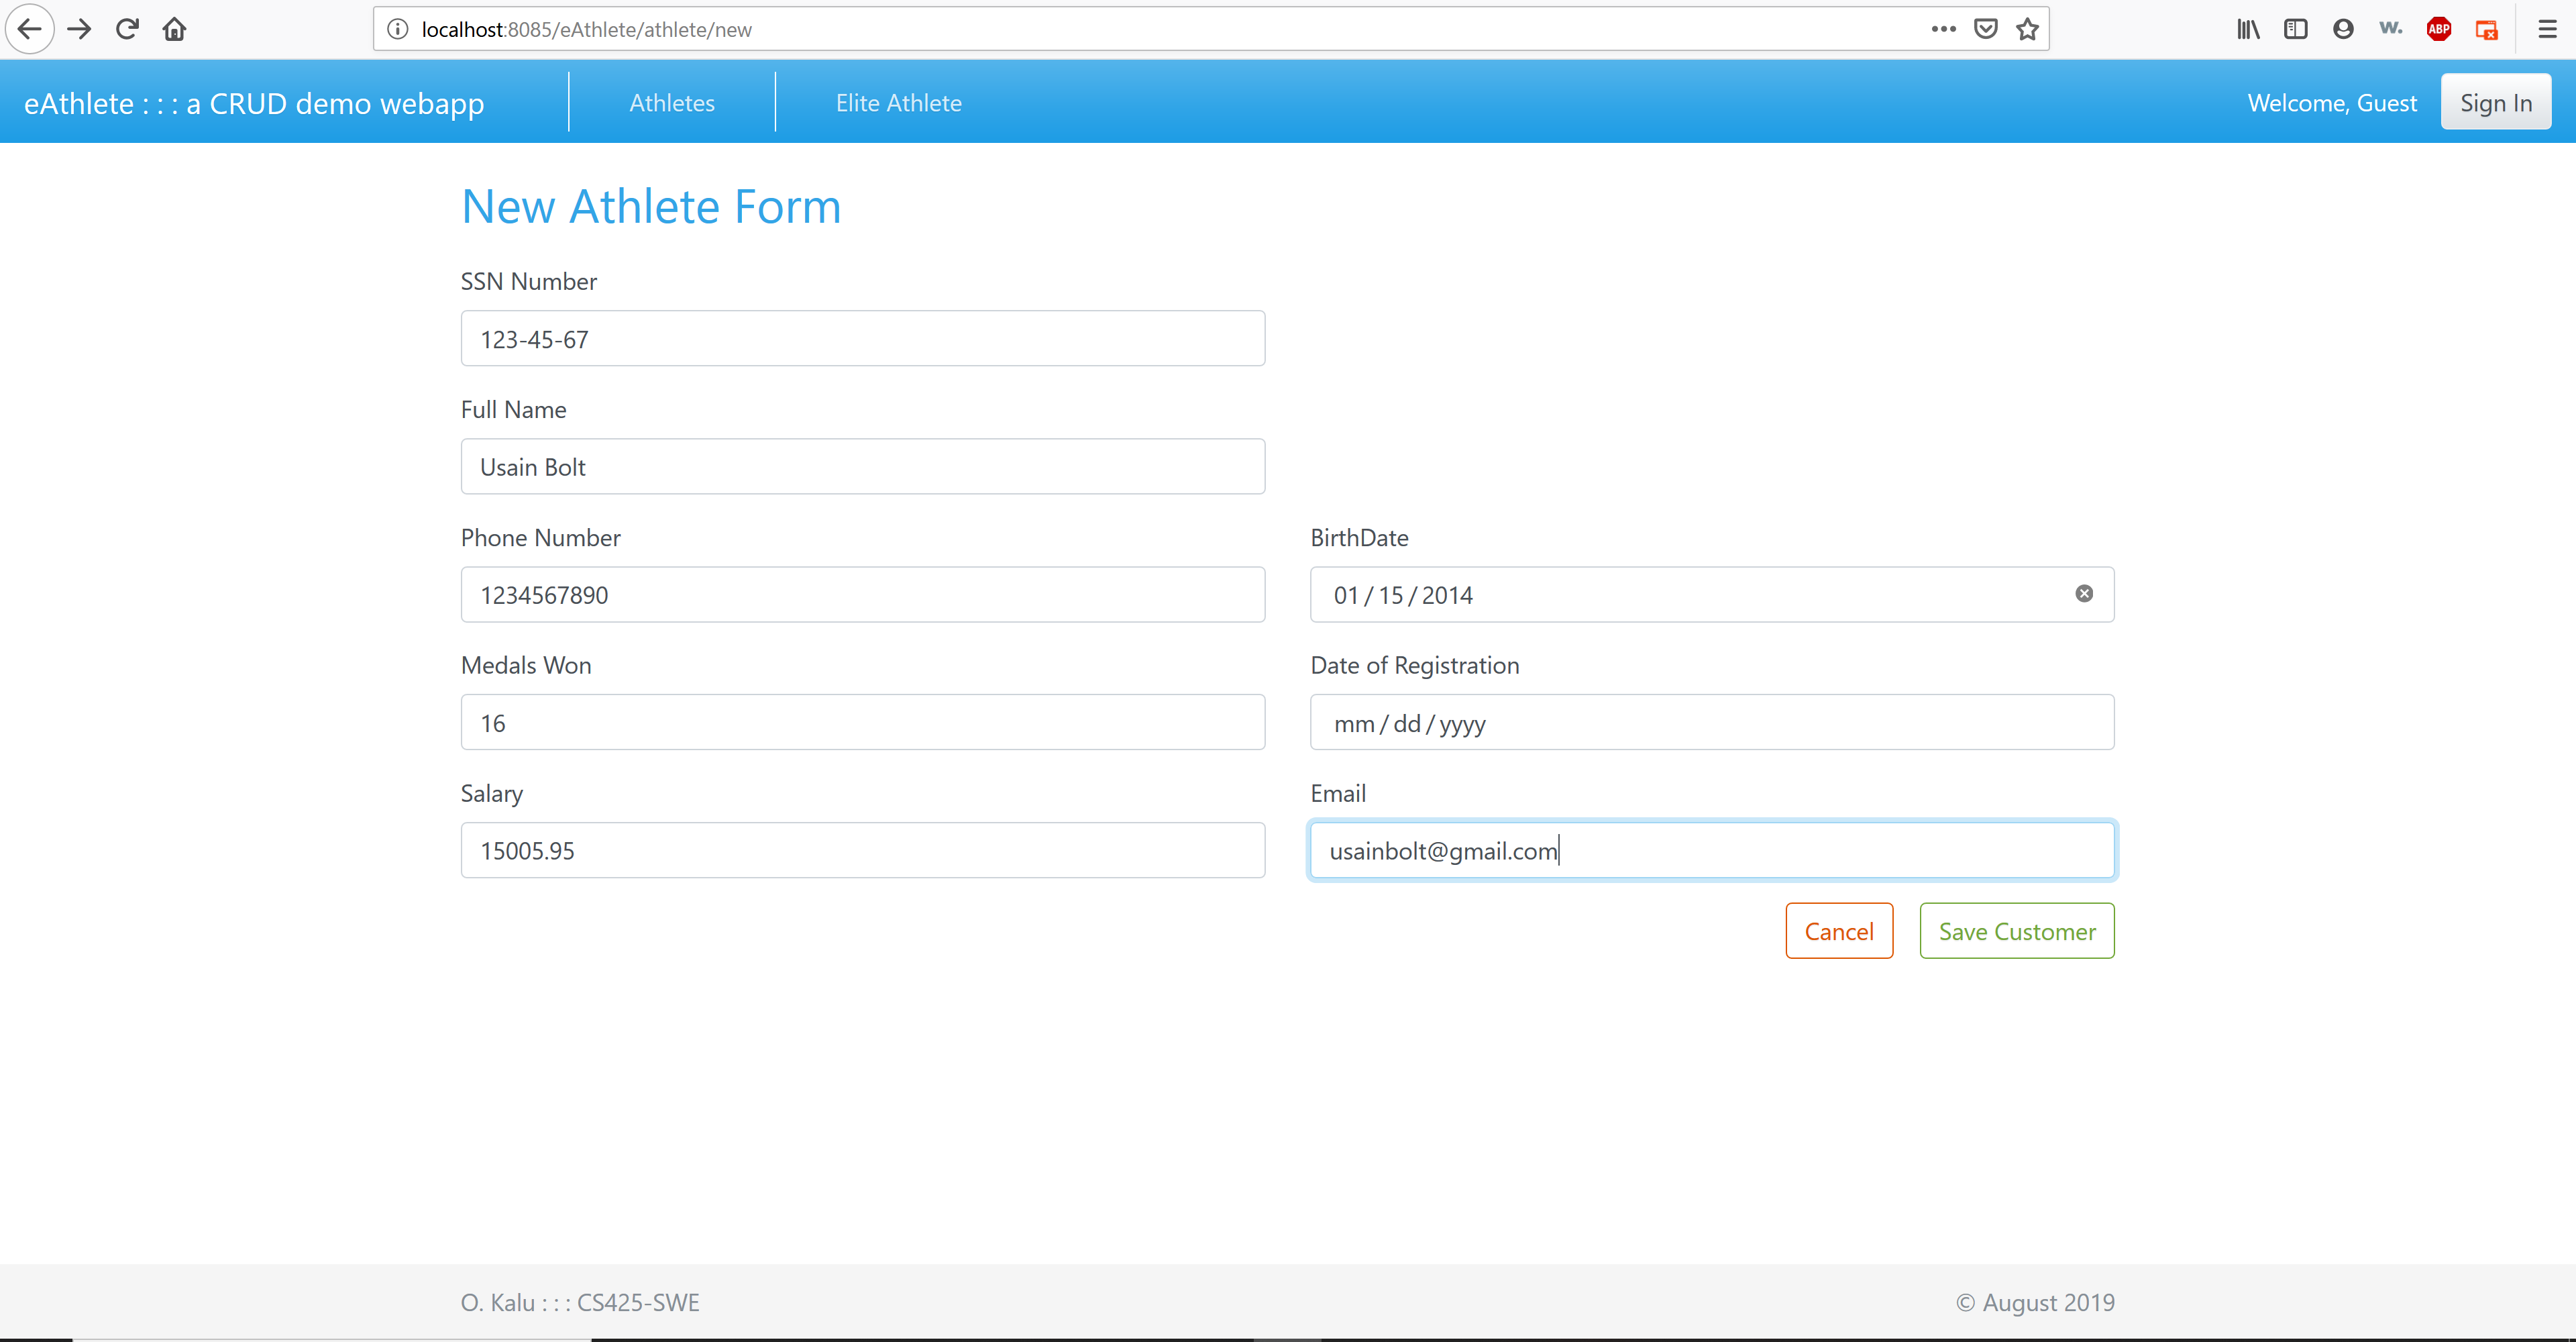 localhost:8085/eAthlete/athlete/new
W.
ABP
eAthlete : : : a CRUD demo webapp
Athletes
Elite Athlete
Welcome, Guest
Sign In
New Athlete Form
SSN Number
123-45-67
Full Name
Usain Bolt
Phone Number
BirthDate
1234567890
01 / 15 / 2014
Medals Won
Date of Registration
16
mm / dd / yyyy
Salary
Email
15005.95
usainbolt@gmail.com
Cancel
Save Customer
O. Kalu : : : CS425-SWE
© August 2019